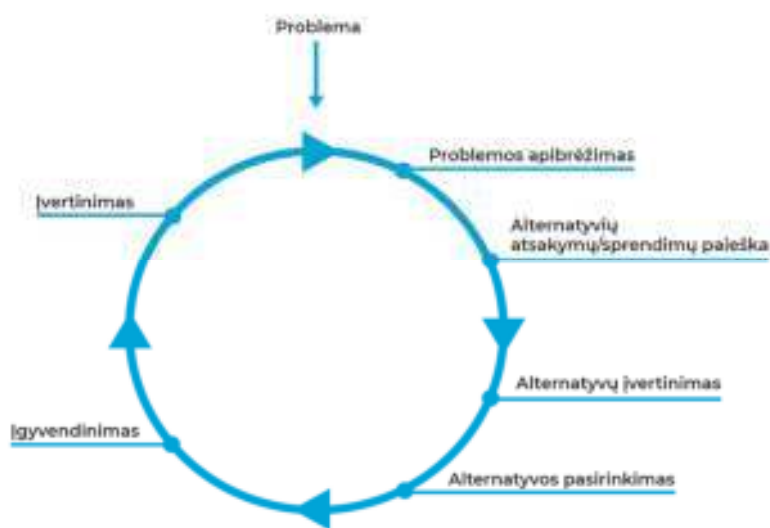 Problema
Problemos apibrėžimas
Alternatyvių
atsakymų/sprendimų paieška
Alternatyvų įvertinimas
Alternatyvos pasirinkimas
Įgyvendinimas
Įvertinimas